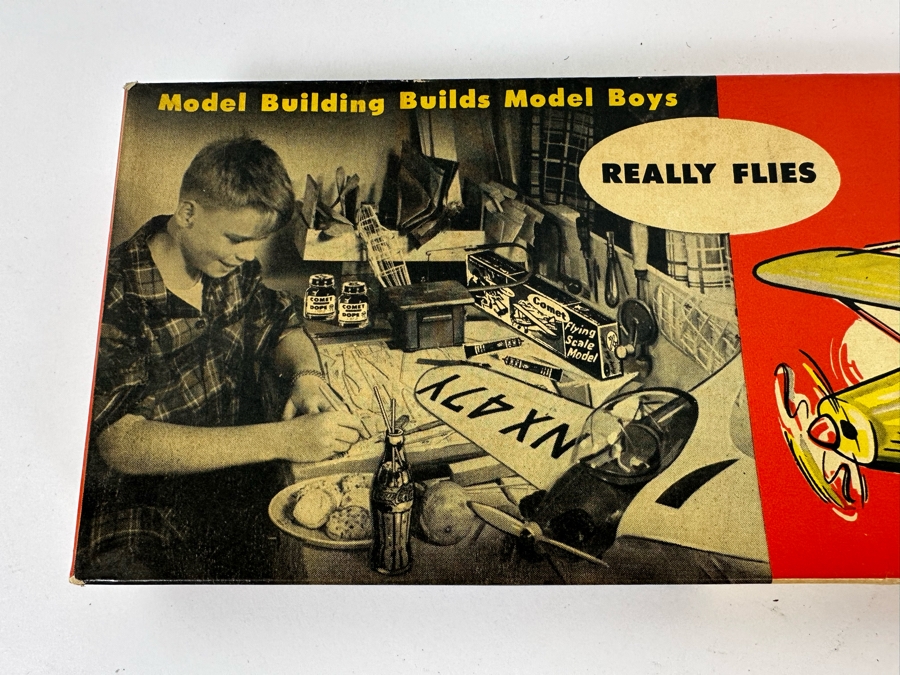 Model Building Builds Model Boys
REALLY FLIES
COMET
DOPE
COMET
DOPE
Comet
Flying
Scale
Model
NX47Y